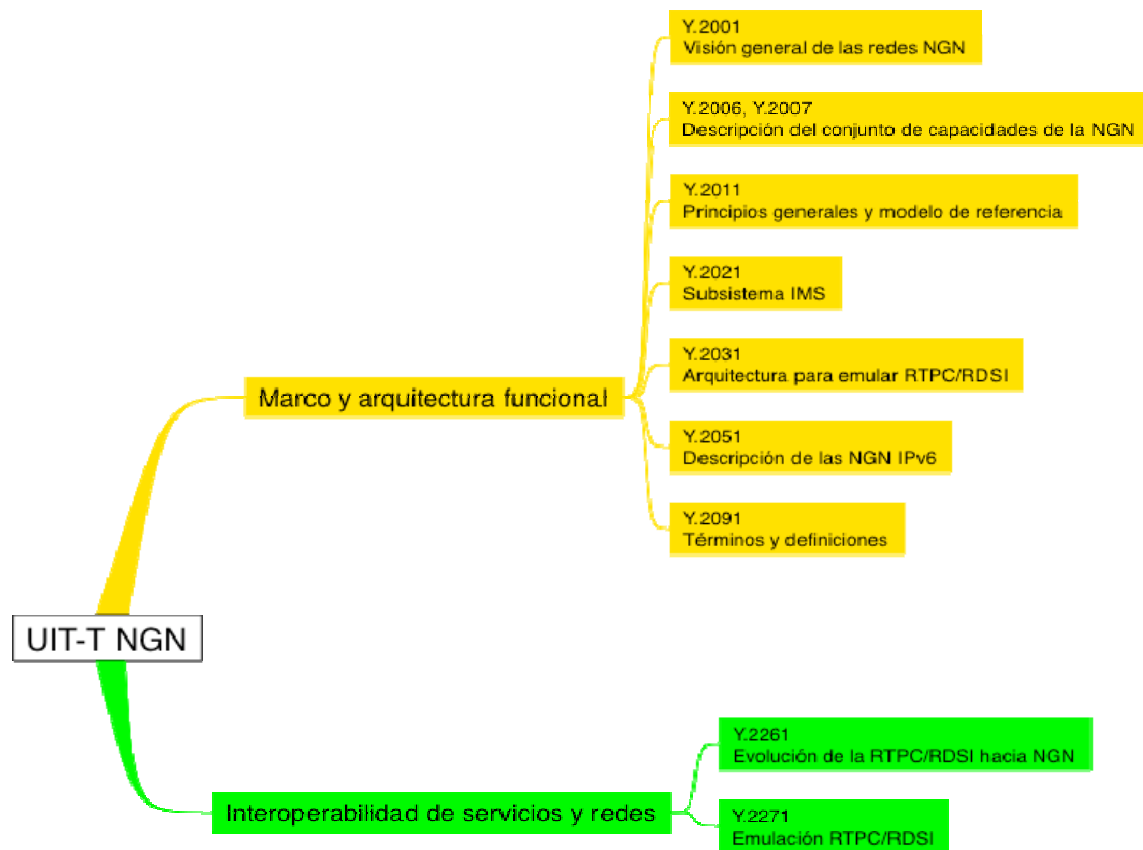 Y.2001
Visión general de las redes NGN
Y.2006, Y.2007
Descripción del conjunto de capacidades de la NGN
Y.2011
Principios generales y modelo de referencia
Y.2021
Subsistema IMS
Y.2031
Arquitectura para emular RTPC/RDSI
Marco y arquitectura funcional
Y.2051
Descripción de las NGN IPv6
Y.2091
Términos y definiciones
UIT-T NGN
Y.2261
Evolución de la RTPC/RDSI hacia NGN
Interoperabilidad de servicios y redes
Y.2271
Emulación RTPC/RDSI